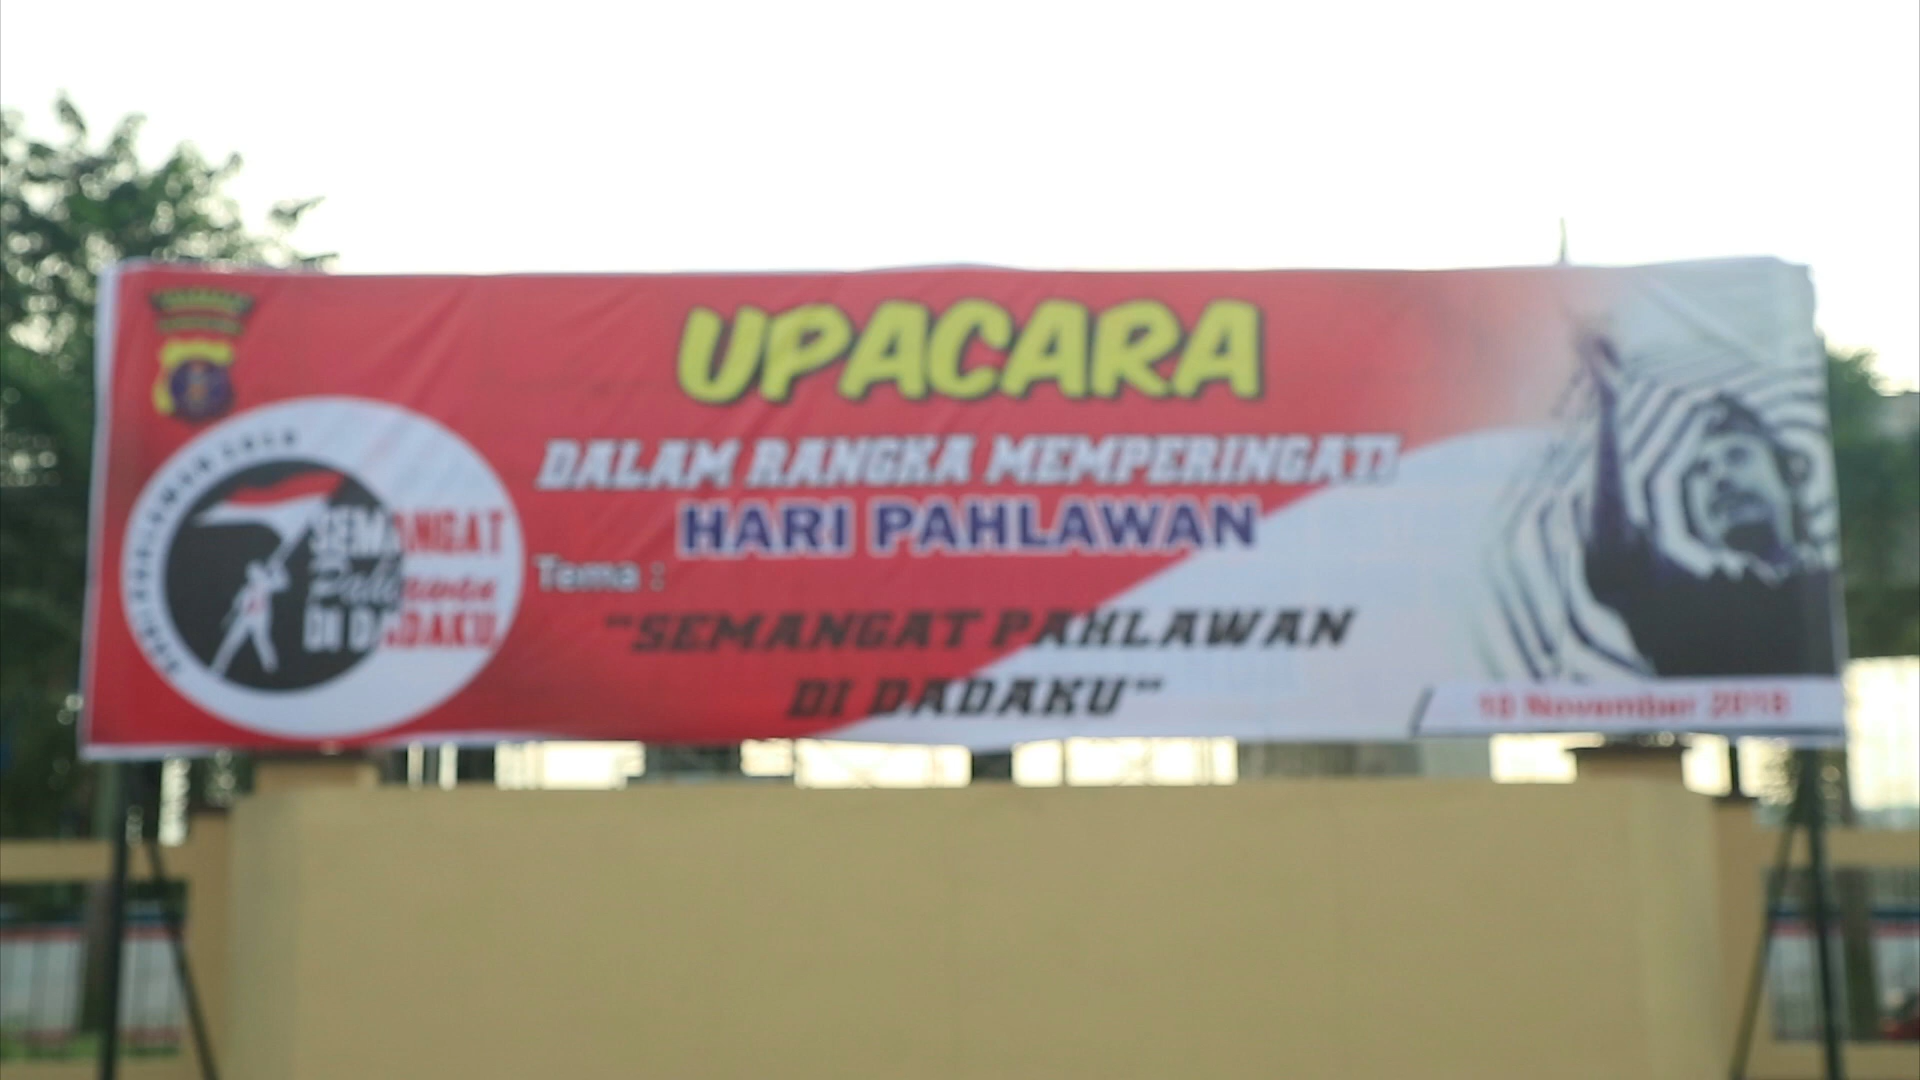 UPACARA
DALAM RANGKA MEMPERINGATI
HARI PAHLAWAN
Tema :
"SEMANGAT PAHLAWAN
DI DADAKU"
10 November 2018
SEMANGAT
Pahlawan
DI DADAKU